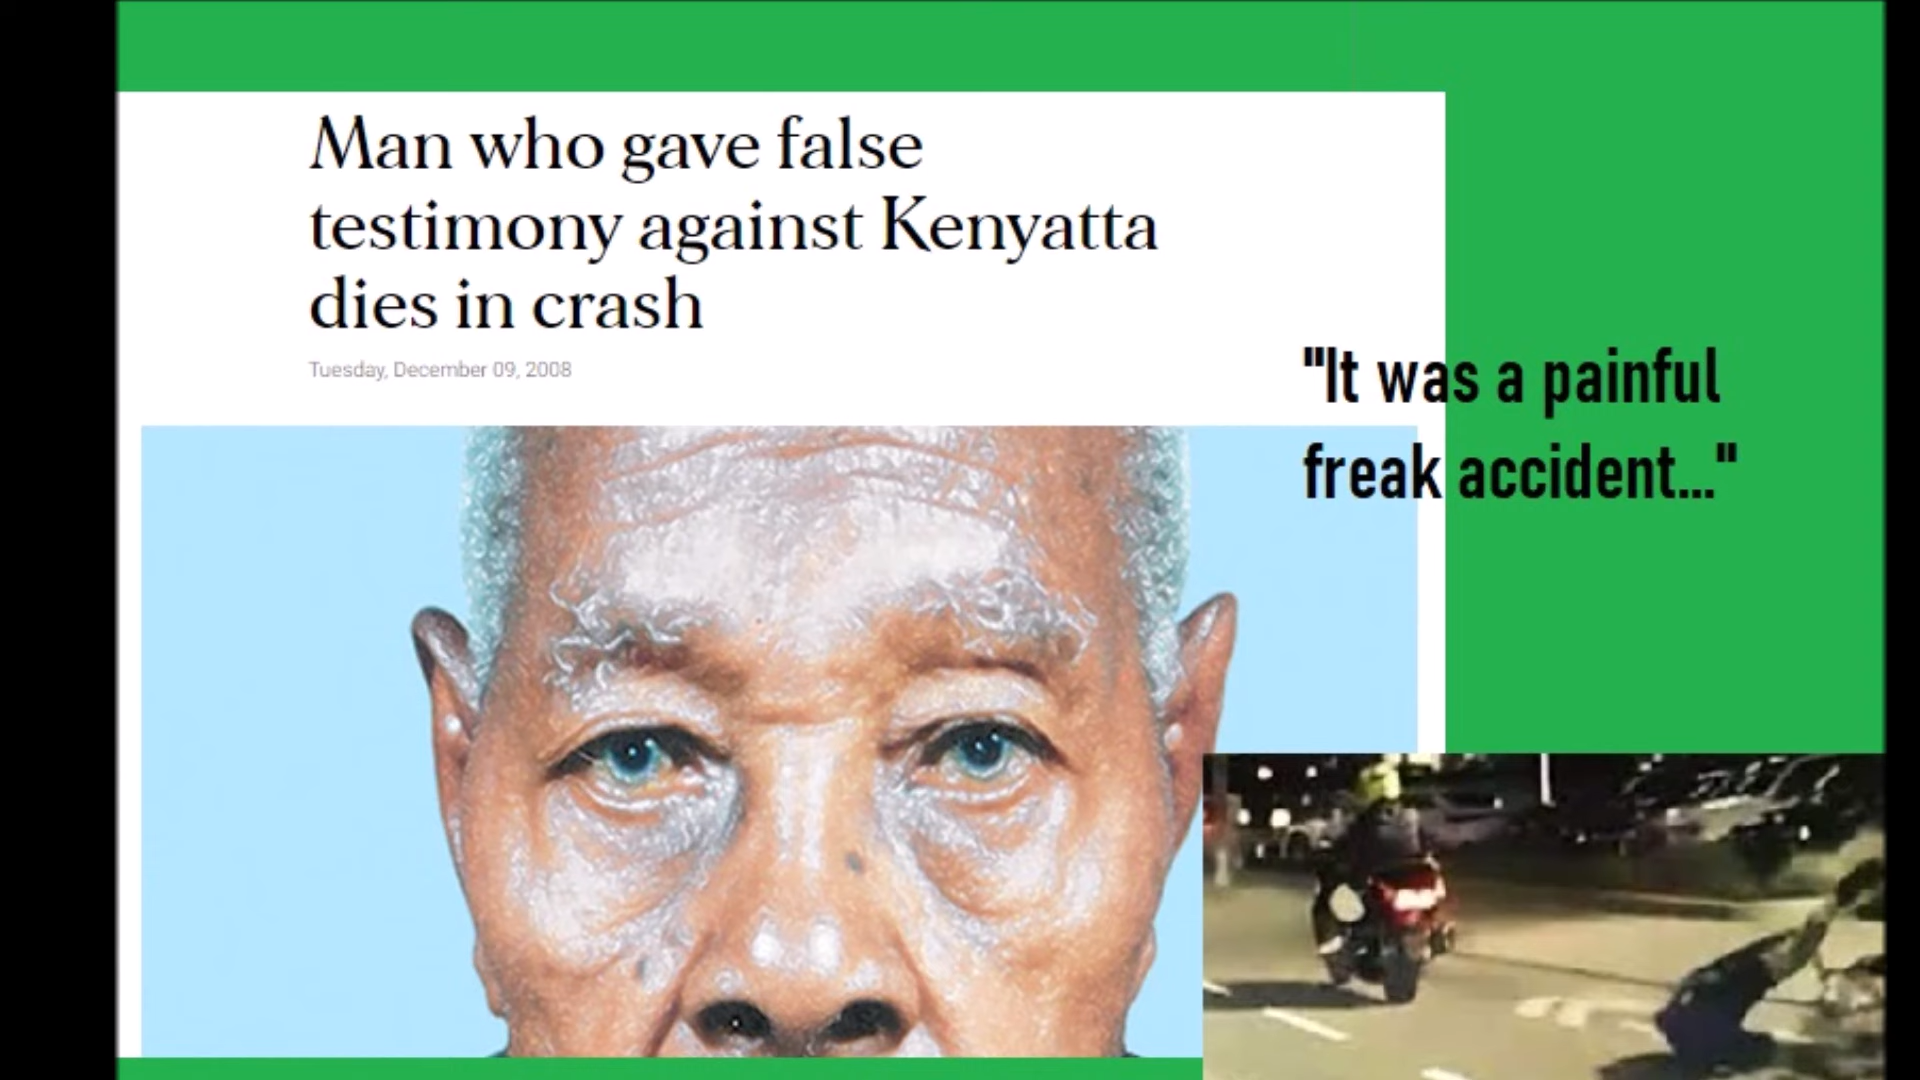 Man who gave false
testimony against Kenyatta
dies in crash
Tuesday, December 09, 2008
"It was a painful
freak accident..."